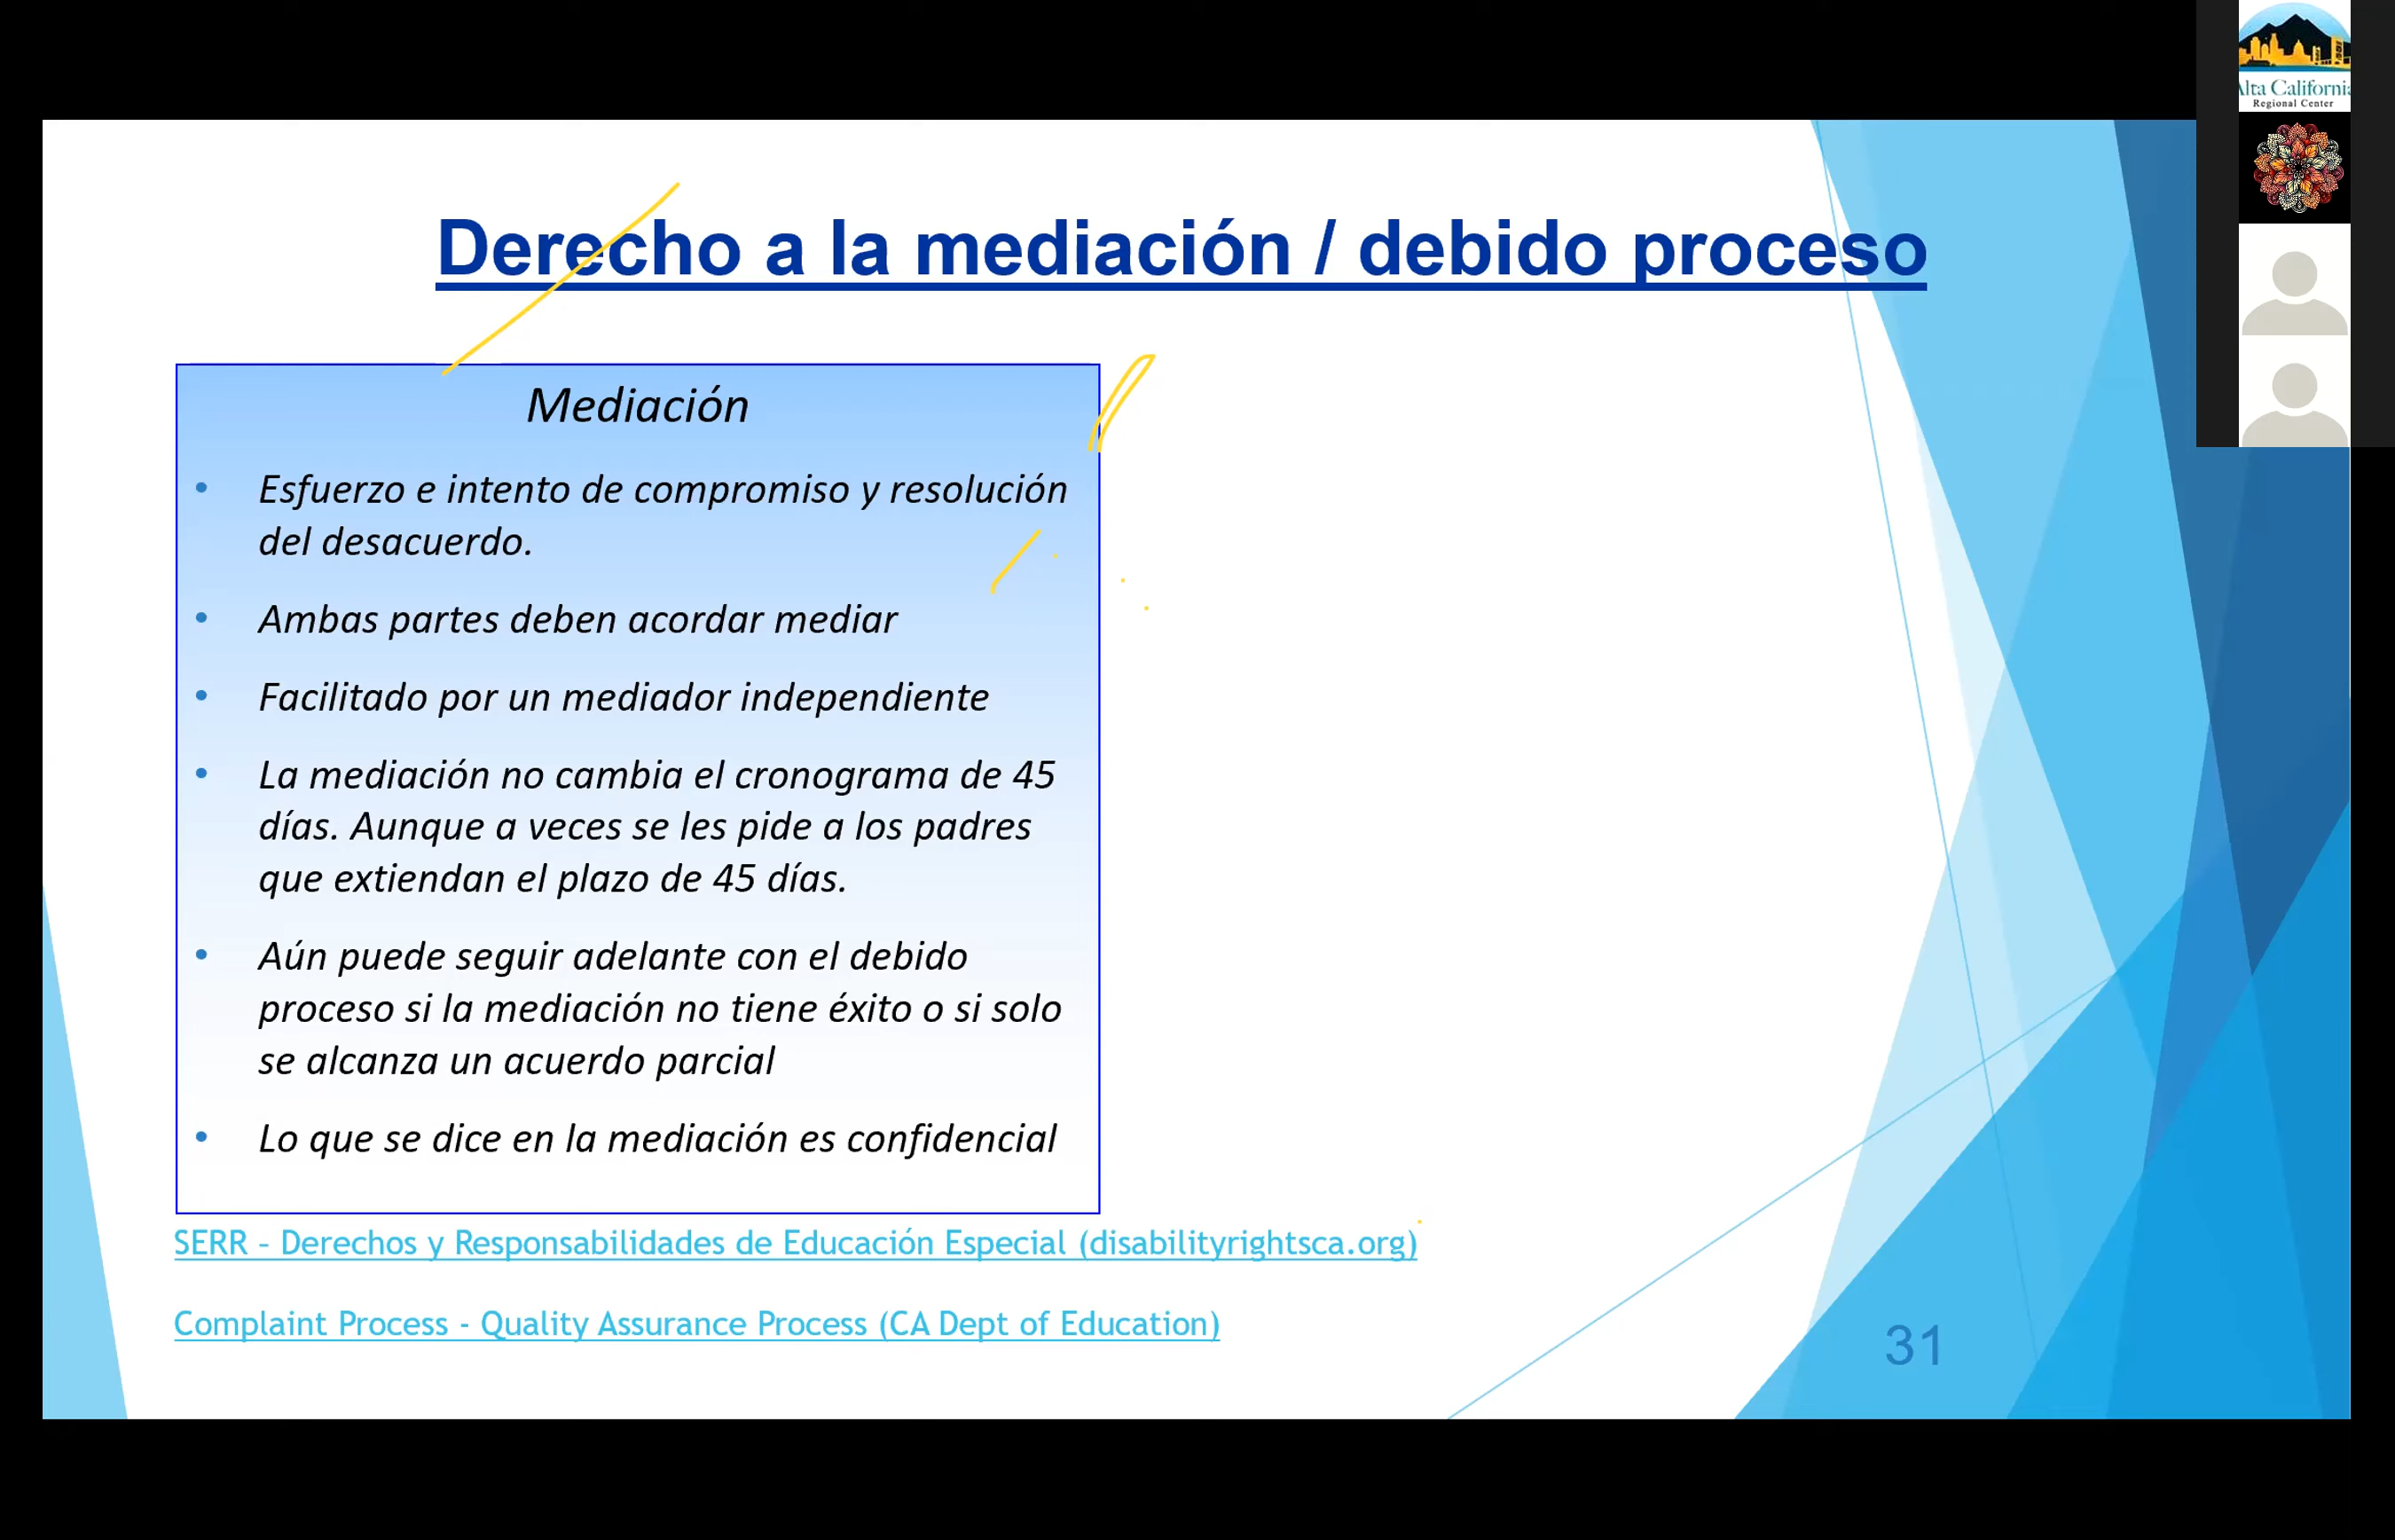 Alta California
Regional Center
Derecho a la mediación / debido proceso
Mediación
• Esfuerzo e intento de compromiso y resolución
del desacuerdo.
• Ambas partes deben acordar mediar
• Facilitado por un mediador independiente
• La mediación no cambia el cronograma de 45
días. Aunque a veces se les pide a los padres
que extiendan el plazo de 45 días.
• Aún puede seguir adelante con el debido
proceso si la mediación no tiene éxito o si solo
se alcanza un acuerdo parcial
• Lo que se dice en la mediación es confidencial
SERR – Derechos y Responsabilidades de Educación Especial (disabilityrightsca.org)
Complaint Process - Quality Assurance Process (CA Dept of Education)
31